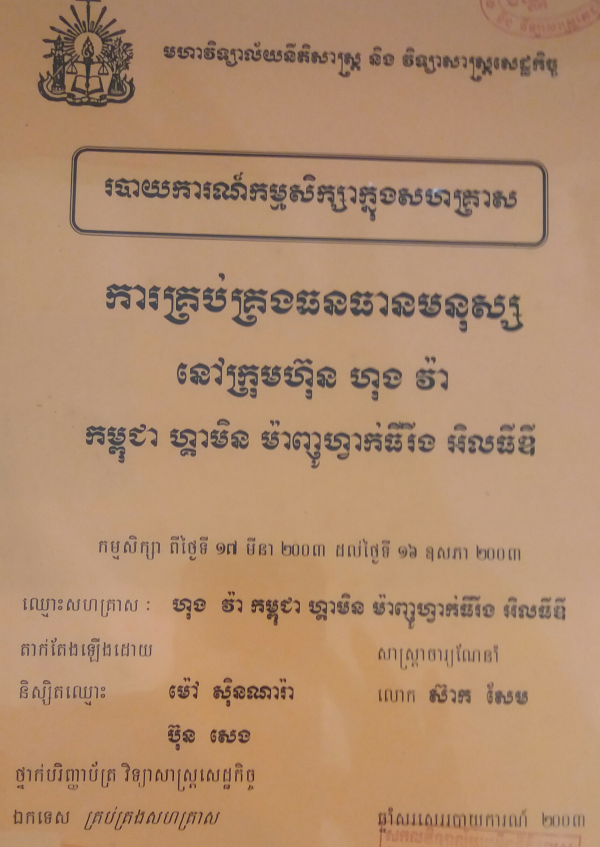 មហាវិទ្យាល័យនីតិសាស្ត្រ និង វិទ្យាសាស្ត្រសេដ្ឋកិច្ច
របាយការណ៍កម្មសិក្សាក្នុងសហគ្រាស
ការគ្រប់គ្រងធនធានមនុស្ស
នៅក្រុមហ៊ុន ហុង វ៉ា
កម្ពុជា ហ្គាមិន ម៉ាញូហ្វាក់ធីរីង អិលធីឌី
កម្មសិក្សា ពីថ្ងៃទី ១៧ មីនា ២០០៣ ដល់ថ្ងៃទី ១៦ ឧសភា ២០០៣
ឈ្មោះសហគ្រាស : ហុង វ៉ា កម្ពុជា ហ្គាមិន ម៉ាញូហ្វាក់ធីរីង អិលធីឌី
តាក់តែងឡើងដោយ សាស្ត្រាចារ្យណែនាំ
និស្សិតឈ្មោះ ម៉ៅ ស៊ិនណារ៉ា លោក ស៊ាក សែម
ប៊ុន សេង
ថ្នាក់បរិញ្ញាប័ត្រ វិទ្យាសាស្ត្រសេដ្ឋកិច្ច
ឯកទេស គ្រប់គ្រងសហគ្រាស ឆ្នាំសរសេររបាយការណ៍ ២០០៣